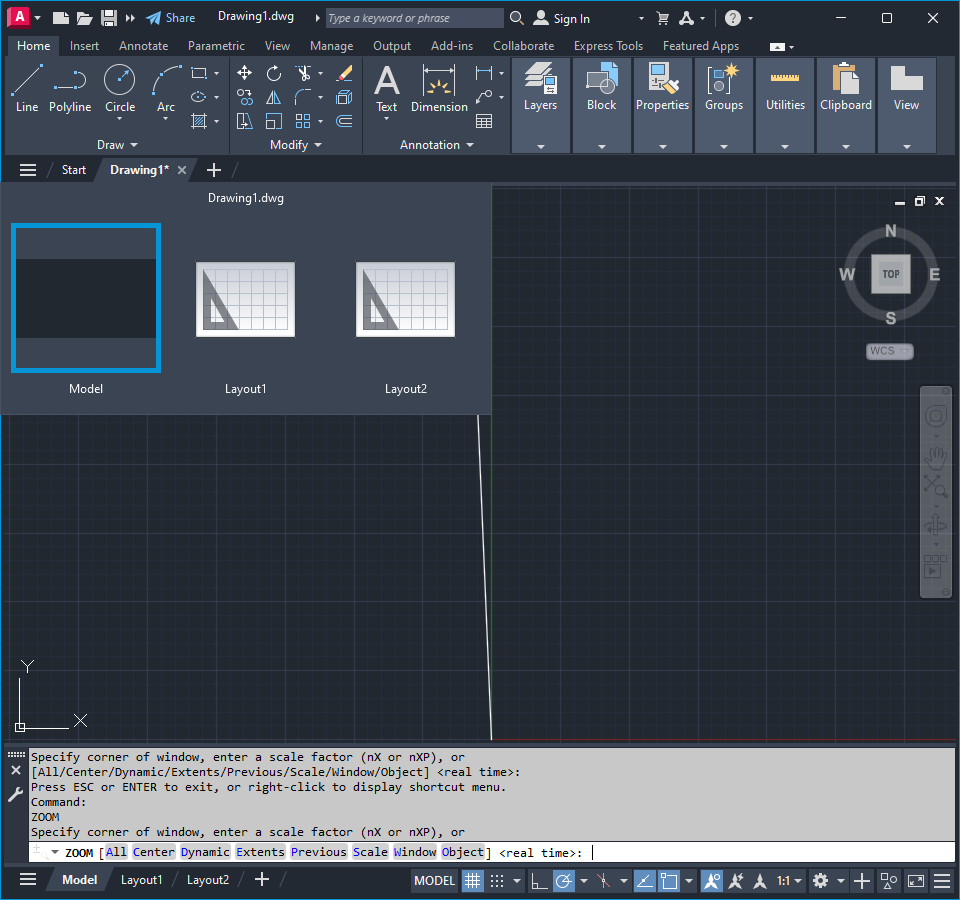 A Share Drawing1.dwg Type a keyword or phrase Sign In ?
Home Insert Annotate Parametric View Manage Output Add-ins Collaborate Express Tools Featured Apps
Line Polyline Circle Arc Text Dimension Layers Block Properties Groups Utilities Clipboard View
Draw Modify Annotation
Start Drawing1*
Drawing1.dwg
Model Layout1 Layout2
N
W TOP E
S
WCS
Y
X
Specify corner of window, enter a scale factor (nX or nXP), or
[All/Center/Dynamic/Extents/Previous/Scale/Window/Object] <real time>:
Press ESC or ENTER to exit, or right-click to display shortcut menu.
Command:
ZOOM
Specify corner of window, enter a scale factor (nX or nXP), or
ZOOM [All Center Dynamic Extents Previous Scale Window Object] <real time>:
Model Layout1 Layout2 MODEL 1:1